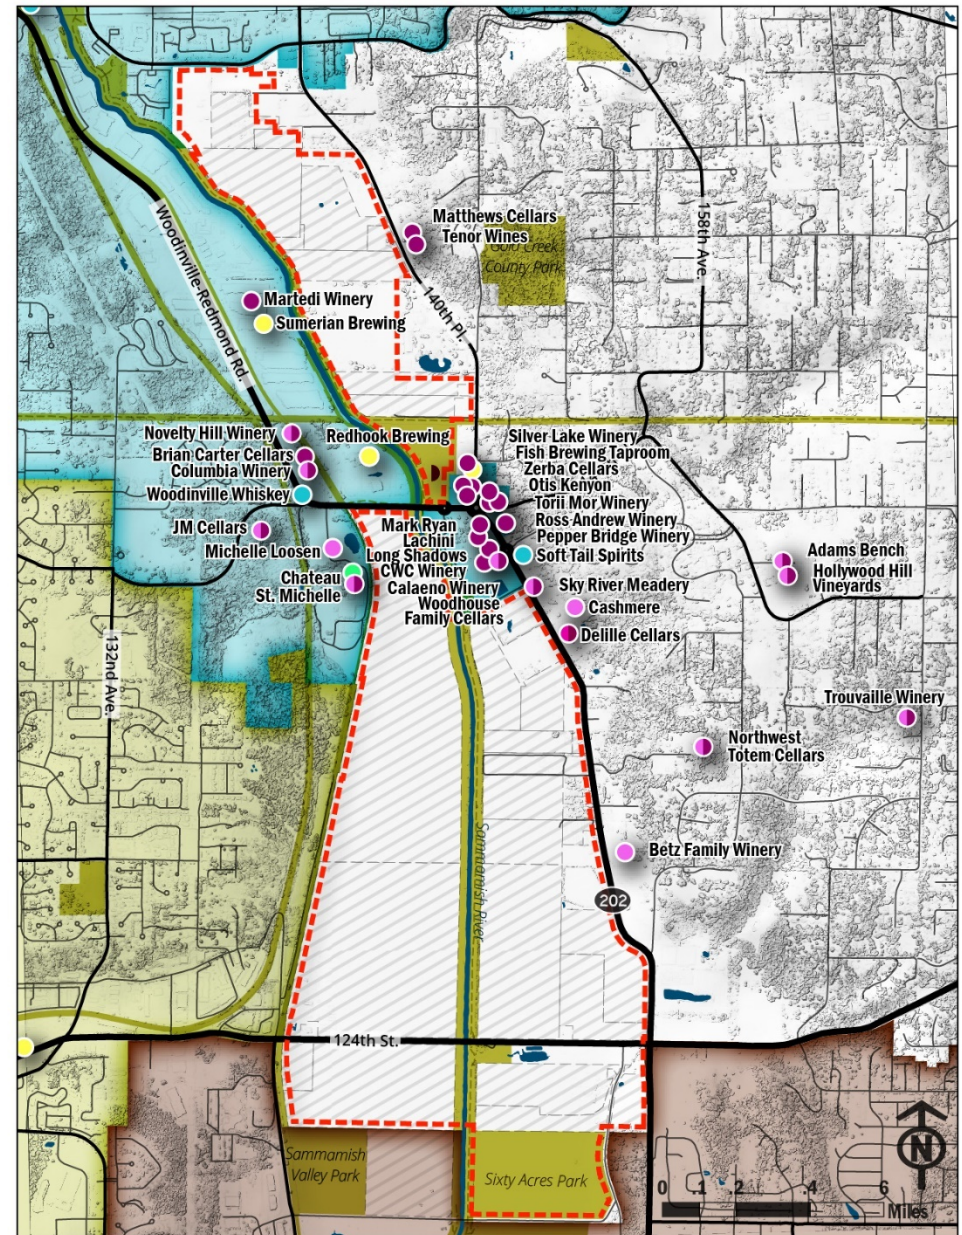 Matthews Cellars
Tenor Wines
Gold Creek
County Park
158th Ave.
140th Pl.
Woodinville-Redmond Rd.
Martedi Winery
Sumerian Brewing
Novelty Hill Winery
Brian Carter Cellars
Columbia Winery
Woodinville Whiskey
Redhook Brewing
Silver Lake Winery
Fish Brewing Taproom
Zerba Cellars
Otis Kenyon
Torii Mor Winery
Ross Andrew Winery
Pepper Bridge Winery
Soft Tail Spirits
JM Cellars
Michelle Loosen
Chateau
St. Michelle
Mark Ryan
Lachini
Long Shadows
CWC Winery
Calaeno Winery
Woodhouse
Family Cellars
Sky River Meadery
Cashmere
Delille Cellars
Adams Bench
Hollywood Hill
Vineyards
132nd Ave.
Trouvaille Winery
Northwest
Totem Cellars
Betz Family Winery
Sammamish River
202
124th St.
Sammamish
Valley Park
Sixty Acres Park
N
0 .1 .2 .4 6
Miles